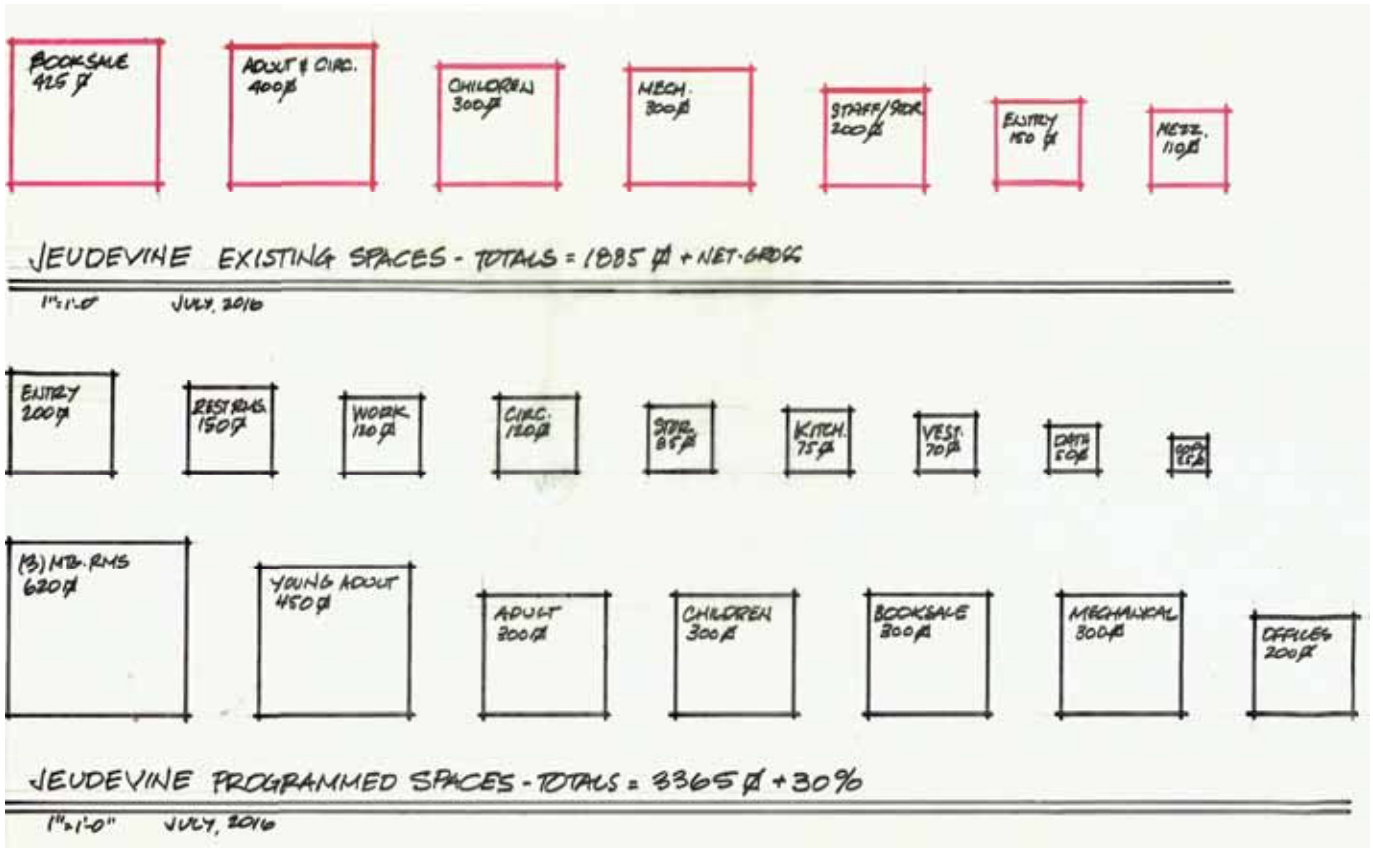 BOOKSALE
425 ⌀
ADULT & CIRC.
400⌀
CHILDREN
300⌀
MECH.
300⌀
STAFF/STOR
200⌀
ENTRY
150 ⌀
MEZZ.
110⌀
JEUDEVINE EXISTING SPACES - TOTALS = 1885 ⌀ + NET-GROSS
1"=1'-0" JULY, 2016
ENTRY
200⌀
REST RMS.
150⌀
WORK
120⌀
CIRC.
120⌀
STOR.
85⌀
KITCH.
75⌀
VEST.
70⌀
DATA
50⌀
25⌀
(3) MTG. RMS
620⌀
YOUNG ADULT
450⌀
ADULT
300⌀
CHILDREN
300⌀
BOOKSALE
300⌀
MECHANICAL
300⌀
OFFICES
200⌀
JEUDEVINE PROGRAMMED SPACES - TOTALS = 3365 ⌀ + 30%
1"=1'-0" JULY, 2016